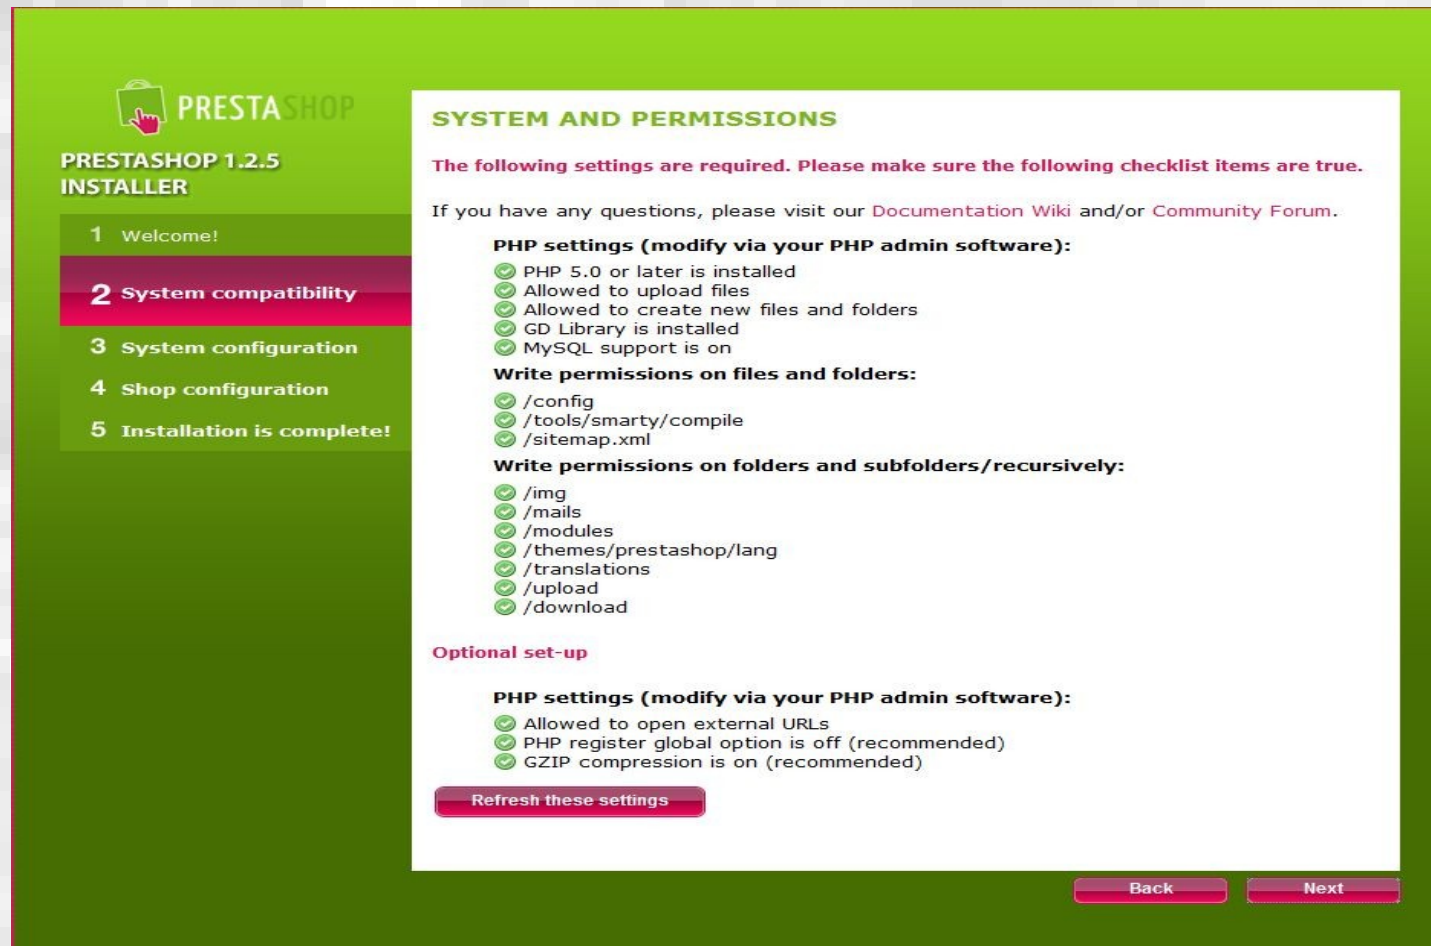 PRESTASHOP
PRESTASHOP 1.2.5
INSTALLER
1 Welcome!
2 System compatibility
3 System configuration
4 Shop configuration
5 Installation is complete!
SYSTEM AND PERMISSIONS
The following settings are required. Please make sure the following checklist items are true.
If you have any questions, please visit our Documentation Wiki and/or Community Forum.
PHP settings (modify via your PHP admin software):
PHP 5.0 or later is installed
Allowed to upload files
Allowed to create new files and folders
GD Library is installed
MySQL support is on
Write permissions on files and folders:
/config
/tools/smarty/compile
/sitemap.xml
Write permissions on folders and subfolders/recursively:
/img
/mails
/modules
/themes/prestashop/lang
/translations
/upload
/download
Optional set-up
PHP settings (modify via your PHP admin software):
Allowed to open external URLs
PHP register global option is off (recommended)
GZIP compression is on (recommended)
Refresh these settings
Back
Next